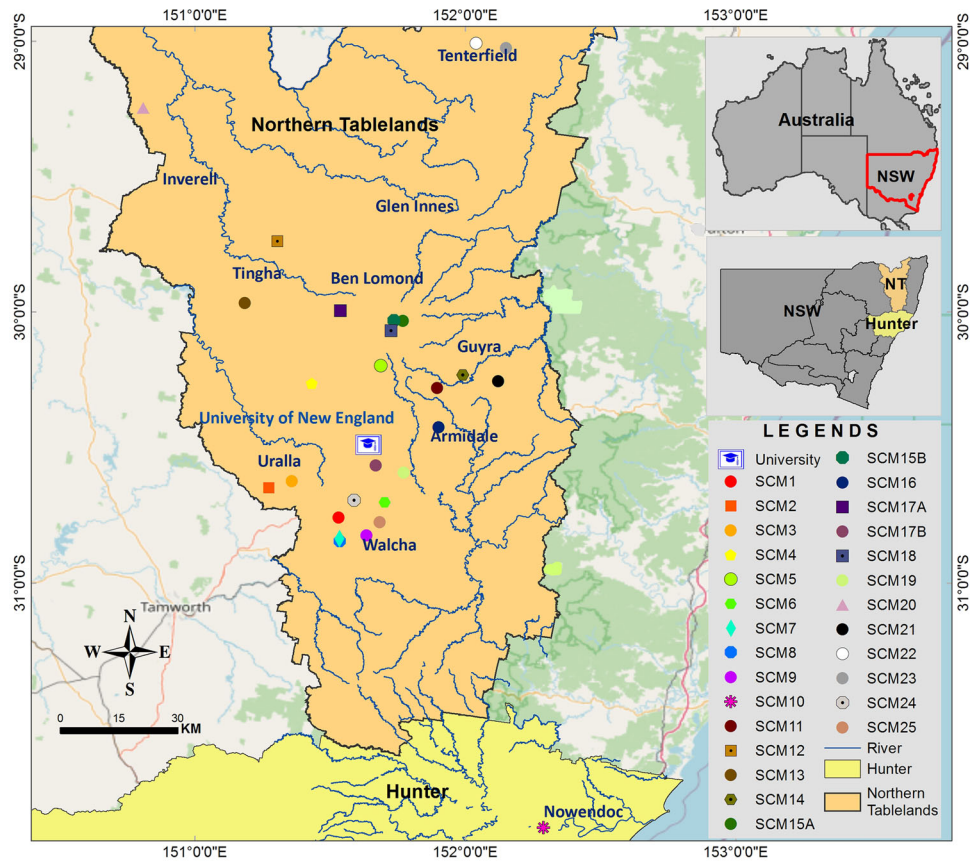 151°0'0"E
152°0'0"E
153°0'0"E
29°0'0"S
29°0'0"S
Tenterfield
Northern Tablelands
Inverell
Glen Innes
Tingha
Ben Lomond
30°0'0"S
30°0'0"S
Guyra
University of New England
Armidale
Uralla
Walcha
31°0'0"S
31°0'0"S
Tamworth
N
W
E
S
0
15
30
KM
Hunter
Nowendoc
151°0'0"E
152°0'0"E
153°0'0"E
Australia
NSW
NT
NSW
Hunter
LEGENDS
University
SCM1
SCM2
SCM3
SCM4
SCM5
SCM6
SCM7
SCM8
SCM9
SCM10
SCM11
SCM12
SCM13
SCM14
SCM15A
SCM15B
SCM16
SCM17A
SCM17B
SCM18
SCM19
SCM20
SCM21
SCM22
SCM23
SCM24
SCM25
River
Hunter
Northern
Tablelands